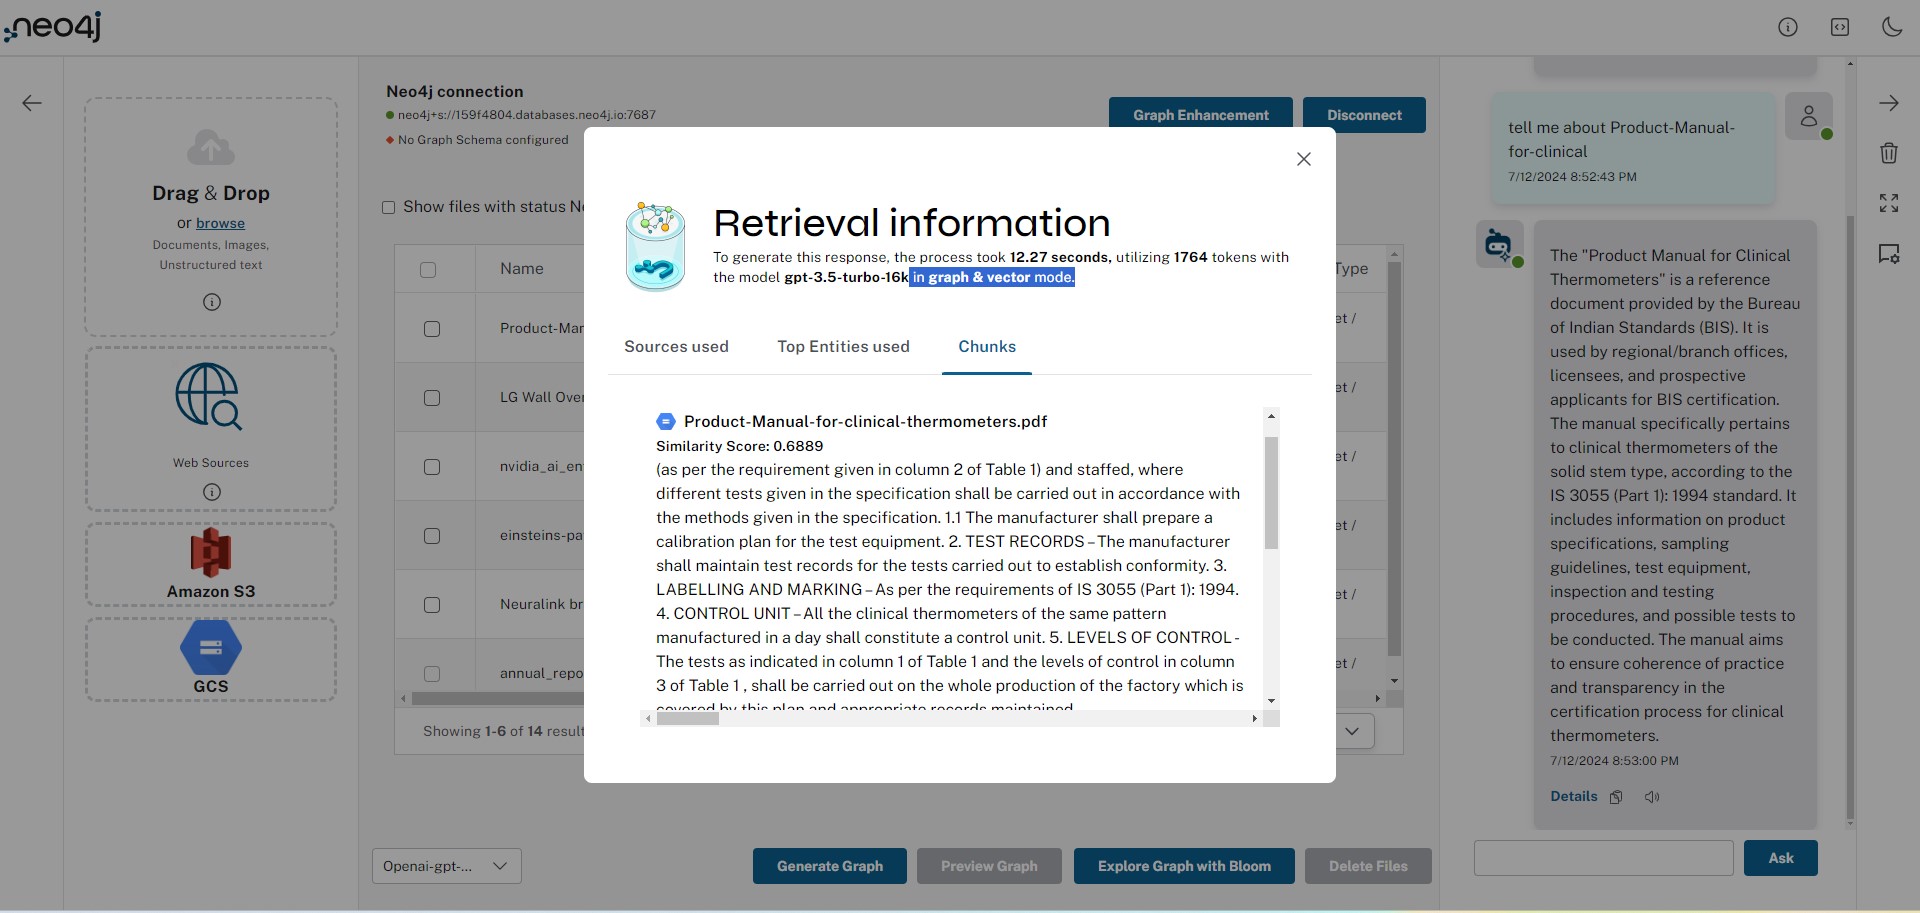 neo4j
Drag & Drop
or browse
Documents, Images,
Unstructured text
Web Sources
Amazon S3
GCS
Neo4j connection
neo4j+s://159f4804.databases.neo4j.io:7687
No Graph Schema configured
Graph Enhancement
Disconnect
Show files with status
Name
Type
Product-Mar
et /
LG Wall Over
et /
nvidia_ai_en
et /
einsteins-pa
et /
Neuralink br
et /
annual_repo
et /
Showing 1-6 of 14
Openai-gpt-...
Generate Graph
Preview Graph
Explore Graph with Bloom
Delete Files
Retrieval information
To generate this response, the process took 12.27 seconds, utilizing 1764 tokens with
the model gpt-3.5-turbo-16k in graph & vector mode.
Sources used
Top Entities used
Chunks
Product-Manual-for-clinical-thermometers.pdf
Similarity Score: 0.6889
(as per the requirement given in column 2 of Table 1) and staffed, where
different tests given in the specification shall be carried out in accordance with
the methods given in the specification. 1.1 The manufacturer shall prepare a
calibration plan for the test equipment. 2. TEST RECORDS – The manufacturer
shall maintain test records for the tests carried out to establish conformity. 3.
LABELLING AND MARKING – As per the requirements of IS 3055 (Part 1): 1994.
4. CONTROL UNIT – All the clinical thermometers of the same pattern
manufactured in a day shall constitute a control unit. 5. LEVELS OF CONTROL -
The tests as indicated in column 1 of Table 1 and the levels of control in column
3 of Table 1 , shall be carried out on the whole production of the factory which is
covered by this plan and appropriate records maintained
tell me about Product-Manual-
for-clinical
7/12/2024 8:52:43 PM
The "Product Manual for Clinical
Thermometers" is a reference
document provided by the Bureau
of Indian Standards (BIS). It is
used by regional/branch offices,
licensees, and prospective
applicants for BIS certification.
The manual specifically pertains
to clinical thermometers of the
solid stem type, according to the
IS 3055 (Part 1): 1994 standard. It
includes information on product
specifications, sampling
guidelines, test equipment,
inspection and testing
procedures, and possible tests to
be conducted. The manual aims
to ensure coherence of practice
and transparency in the
certification process for clinical
thermometers.
7/12/2024 8:53:00 PM
Details
Ask